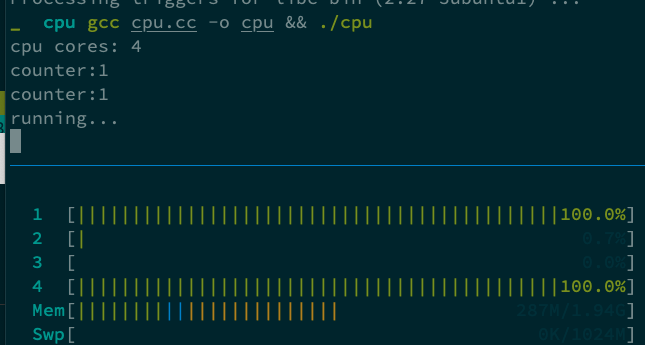 Processing triggers for libc-bin (2.27-3ubuntu1) ...
_ cpu gcc cpu.cc -o cpu && ./cpu
cpu cores: 4
counter:1
counter:1
running...
1 [||||||||||||||||||||||||||||||||||||||||||||100.0%]
2 [| 0.7%]
3 [ 0.0%]
4 [||||||||||||||||||||||||||||||||||||||||||||100.0%]
Mem[|||||||||||||||||||||||| 287M/1.94G]
Swp[ 0K/1024M]